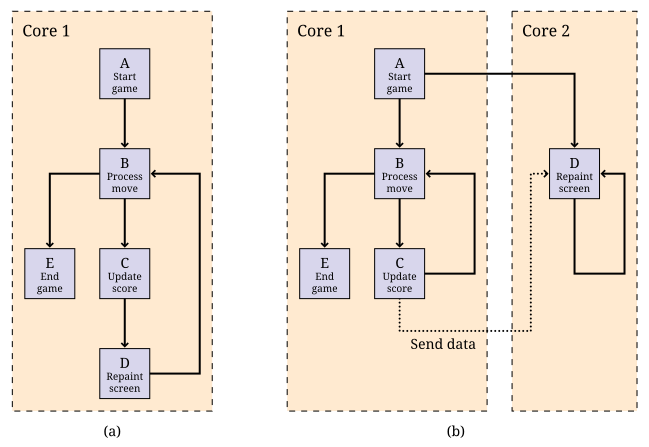 Core 1
A
Start
game
B
Process
move
E
End
game
C
Update
score
D
Repaint
screen
(a)
Core 1
A
Start
game
B
Process
move
E
End
game
C
Update
score
Send data
Core 2
D
Repaint
screen
(b)